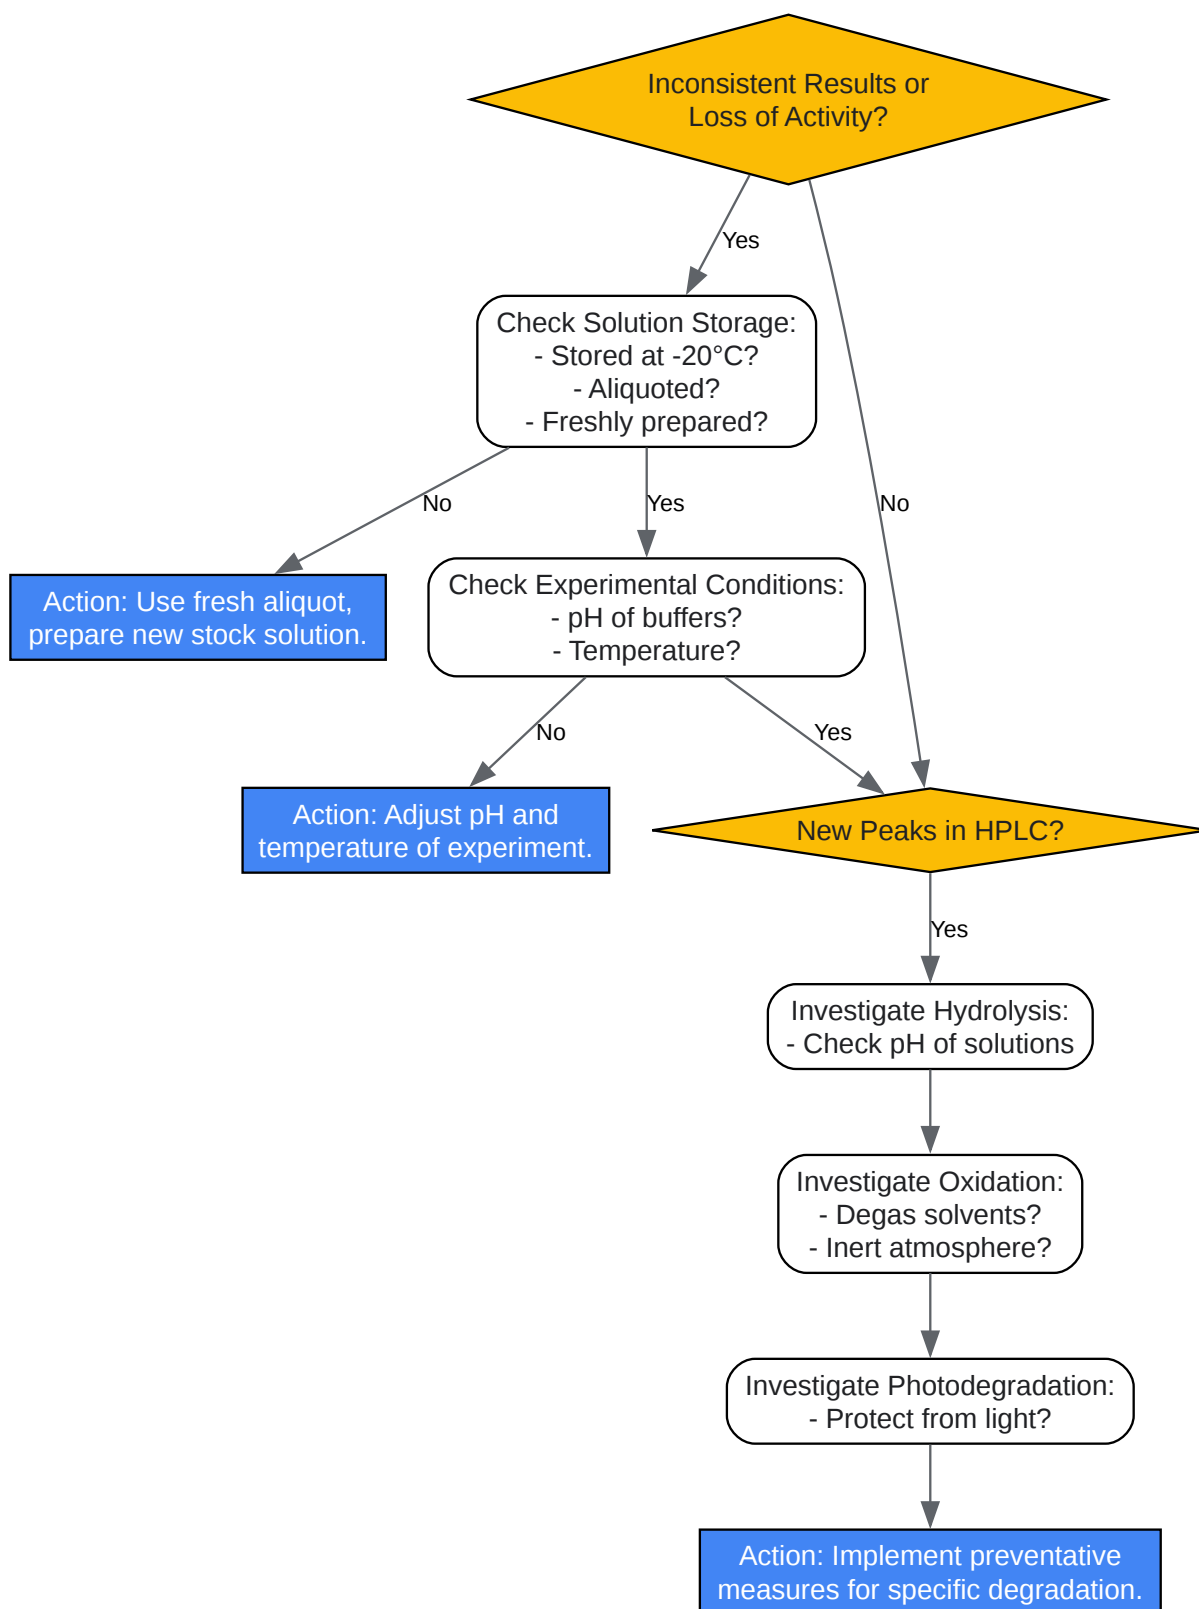 Inconsistent Results or
Loss of Activity?
Yes
Check Solution Storage:
- Stored at -20°C?
- Aliquoted?
- Freshly prepared?
No
Yes
No
Action: Use fresh aliquot,
prepare new stock solution.
Check Experimental Conditions:
- pH of buffers?
- Temperature?
No
Yes
Action: Adjust pH and
temperature of experiment.
New Peaks in HPLC?
Yes
Investigate Hydrolysis:
- Check pH of solutions
Investigate Oxidation:
- Degas solvents?
- Inert atmosphere?
Investigate Photodegradation:
- Protect from light?
Action: Implement preventative
measures for specific degradation.